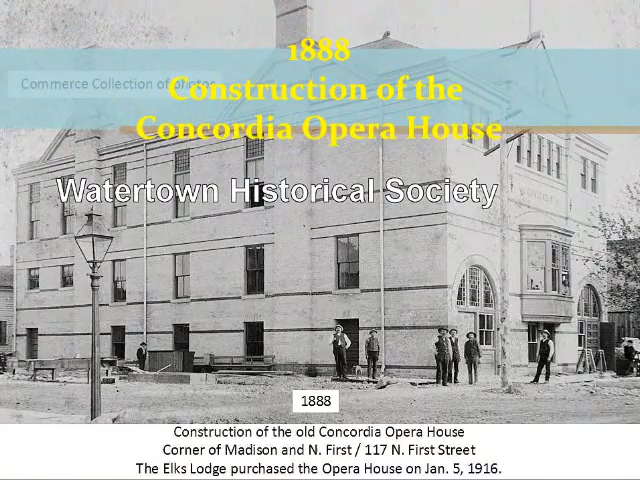 1888
Commerce Collection of photos
Construction of the
Concordia Opera House
Watertown Historical Society
1888
Construction of the old Concordia Opera House
Corner of Madison and N. First / 117 N. First Street
The Elks Lodge purchased the Opera House on Jan. 5, 1916.